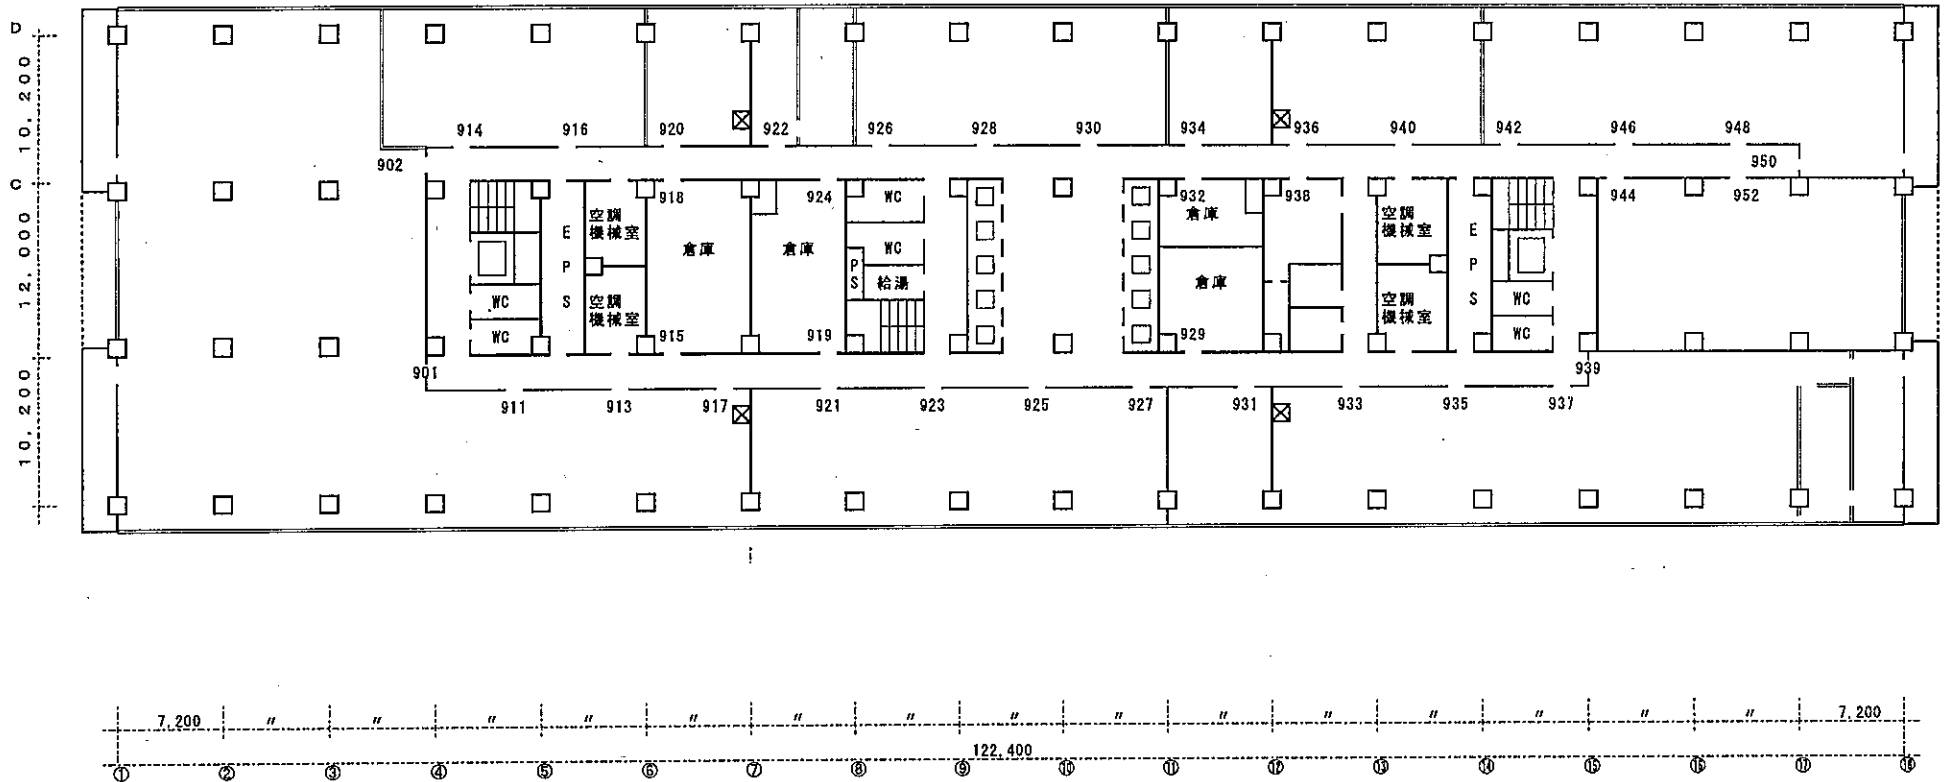 D
10,200
C
12,000
10,200
914 916 920 922 926 928 930 934 936 940 942 946 948
902 950
918 924 932 938 944 952
WC
空調
機械室
倉庫
空調
機械室
E
P
S
倉庫
倉庫
WC
P
S
給湯
倉庫
E
P
S
WC
空調
機械室
空調
機械室
WC
WC
WC
915 919 929
901 939
911 913 917 921 923 925 927 931 933 935 937
7,200 〃 〃 〃 〃 〃 〃 〃 〃 〃 〃 〃 〃 〃 〃 〃 7,200
122,400
① ② ③ ④ ⑤ ⑥ ⑦ ⑧ ⑨ ⑩ ⑪ ⑫ ⑬ ⑭ ⑮ ⑯ ⑰ ⑱